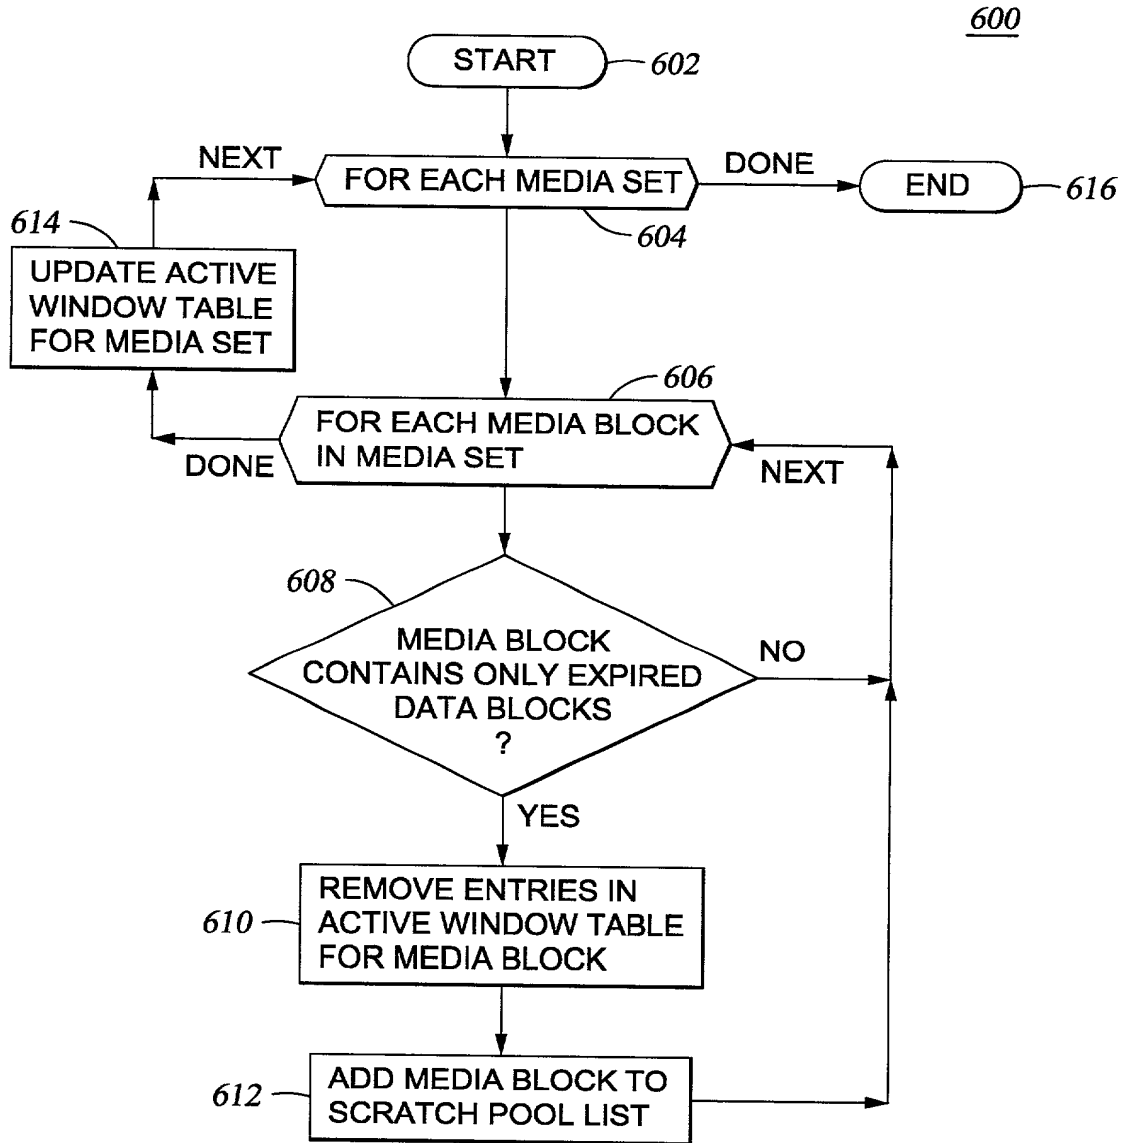 600
START
602
NEXT
FOR EACH MEDIA SET
DONE
END
616
604
614
UPDATE ACTIVE
WINDOW TABLE
FOR MEDIA SET
606
FOR EACH MEDIA BLOCK
IN MEDIA SET
DONE
NEXT
608
MEDIA BLOCK
CONTAINS ONLY EXPIRED
DATA BLOCKS
?
NO
YES
610
REMOVE ENTRIES IN
ACTIVE WINDOW TABLE
FOR MEDIA BLOCK
612
ADD MEDIA BLOCK TO
SCRATCH POOL LIST